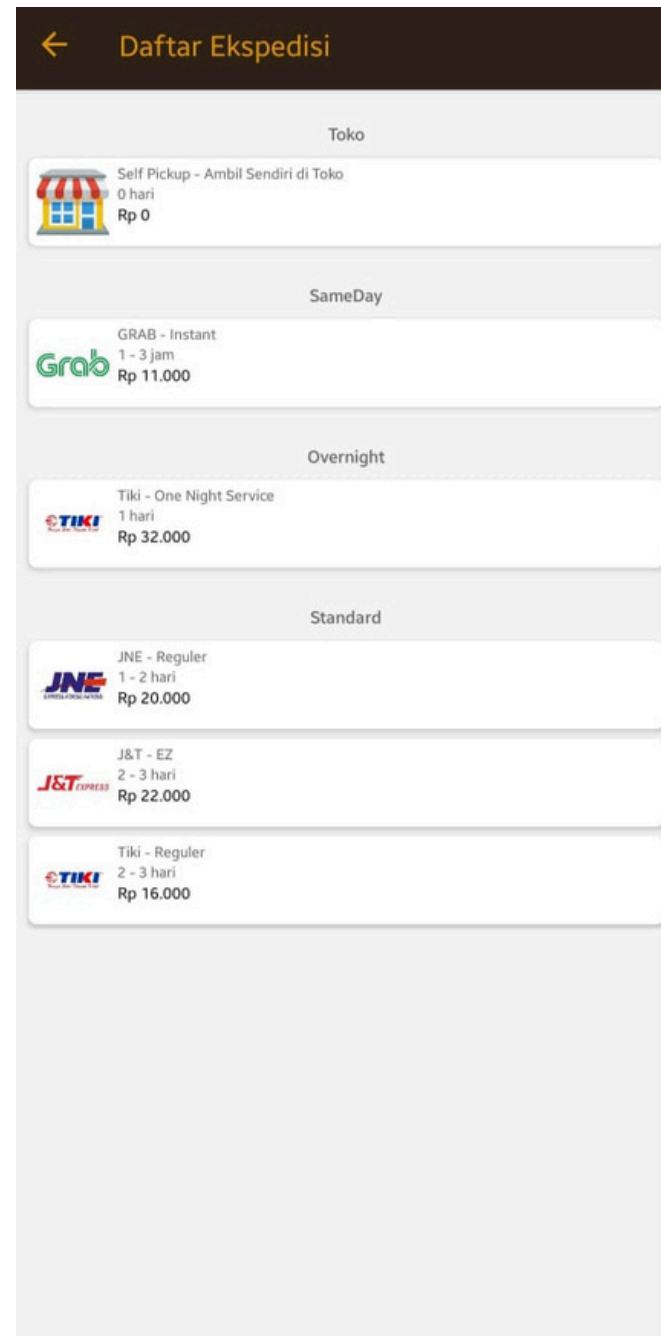 Daftar Ekspedisi
Toko
Self Pickup - Ambil Sendiri di Toko
0 hari
Rp 0
SameDay
Grab
GRAB - Instant
1 - 3 jam
Rp 11.000
Overnight
TIKI
Tiki - One Night Service
1 hari
Rp 32.000
Standard
JNE
JNE - Reguler
1 - 2 hari
Rp 20.000
J&T EXPRESS
J&T - EZ
2 - 3 hari
Rp 22.000
TIKI
Tiki - Reguler
2 - 3 hari
Rp 16.000